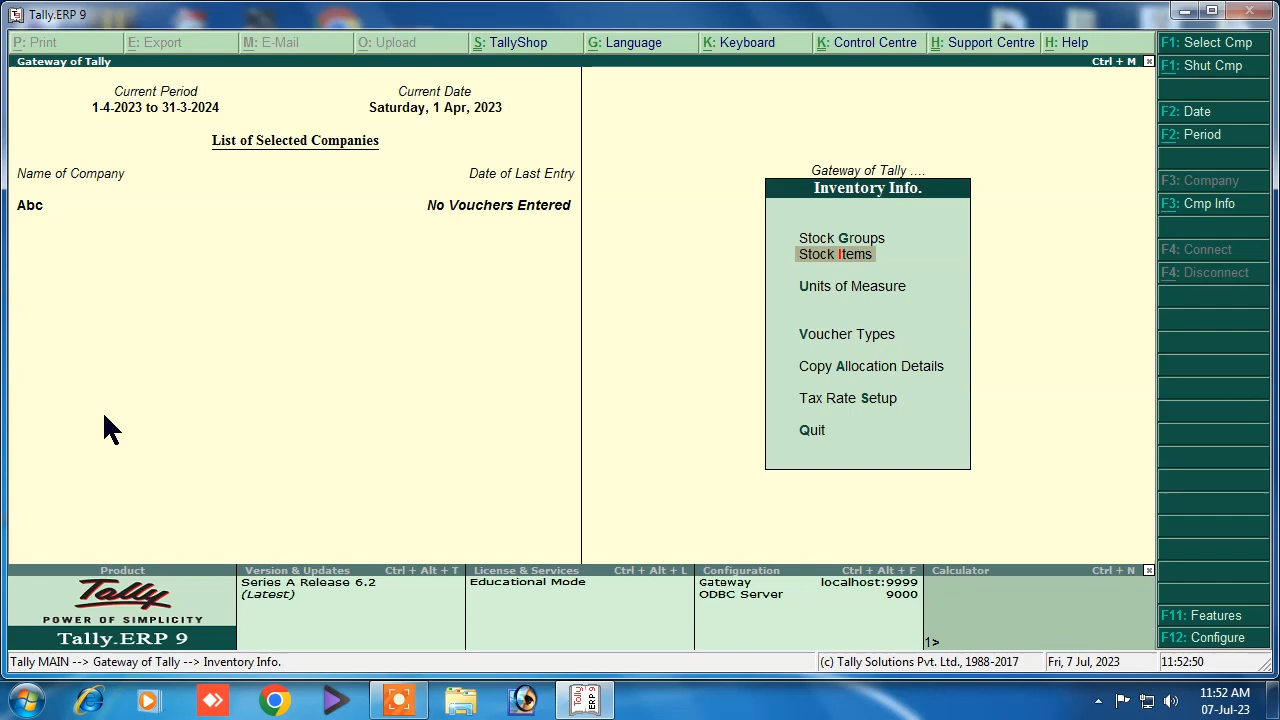 Tally.ERP 9
P: Print
E: Export
M: E-Mail
O: Upload
S: TallyShop
G: Language
K: Keyboard
K: Control Centre
H: Support Centre
H: Help
F1: Select Cmp
F1: Shut Cmp
F2: Date
F2: Period
F3: Company
F3: Cmp Info
F4: Connect
F4: Disconnect
F11: Features
F12: Configure
Gateway of Tally
Ctrl + M
Current Period
Current Date
1-4-2023 to 31-3-2024
Saturday, 1 Apr, 2023
List of Selected Companies
Name of Company
Date of Last Entry
Abc
No Vouchers Entered
Gateway of Tally ....
Inventory Info.
Stock Groups
Stock Items
Units of Measure
Voucher Types
Copy Allocation Details
Tax Rate Setup
Quit
Product
Tally
POWER OF SIMPLICITY
Tally.ERP 9
Version & Updates Ctrl + Alt + T
Series A Release 6.2
(Latest)
License & Services Ctrl + Alt + L
Educational Mode
Configuration Ctrl + Alt + F
Gateway localhost:9999
ODBC Server 9000
Calculator Ctrl + N
1>
Tally MAIN --> Gateway of Tally --> Inventory Info.
(c) Tally Solutions Pvt. Ltd., 1988-2017
Fri, 7 Jul, 2023
11:52:50
Tally
ERP 9
11:52 AM
07-Jul-23